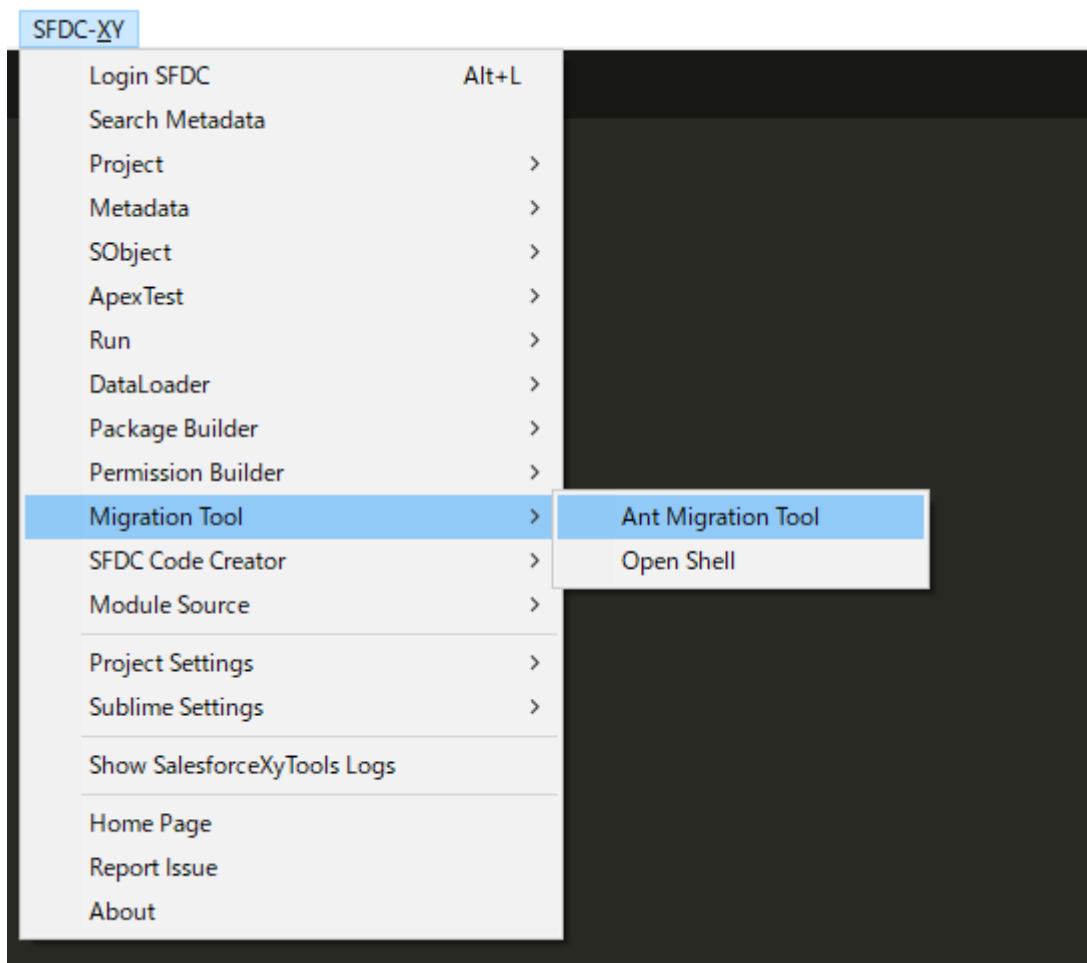 SFDC-XY
Login SFDC Alt+L
Search Metadata
Project
Metadata
SObject
ApexTest
Run
DataLoader
Package Builder
Permission Builder
Migration Tool
Ant Migration Tool
Open Shell
SFDC Code Creator
Module Source
Project Settings
Sublime Settings
Show SalesforceXyTools Logs
Home Page
Report Issue
About